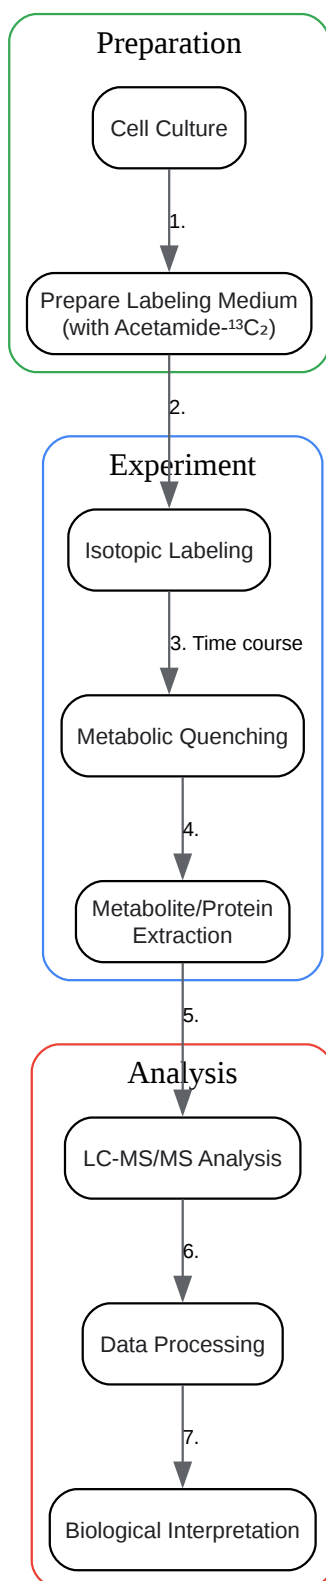 Preparation
Cell Culture
1.
Prepare Labeling Medium
(with Acetamide-¹³C₂)
2.
Experiment
Isotopic Labeling
3. Time course
Metabolic Quenching
4.
Metabolite/Protein
Extraction
5.
Analysis
LC-MS/MS Analysis
6.
Data Processing
7.
Biological Interpretation